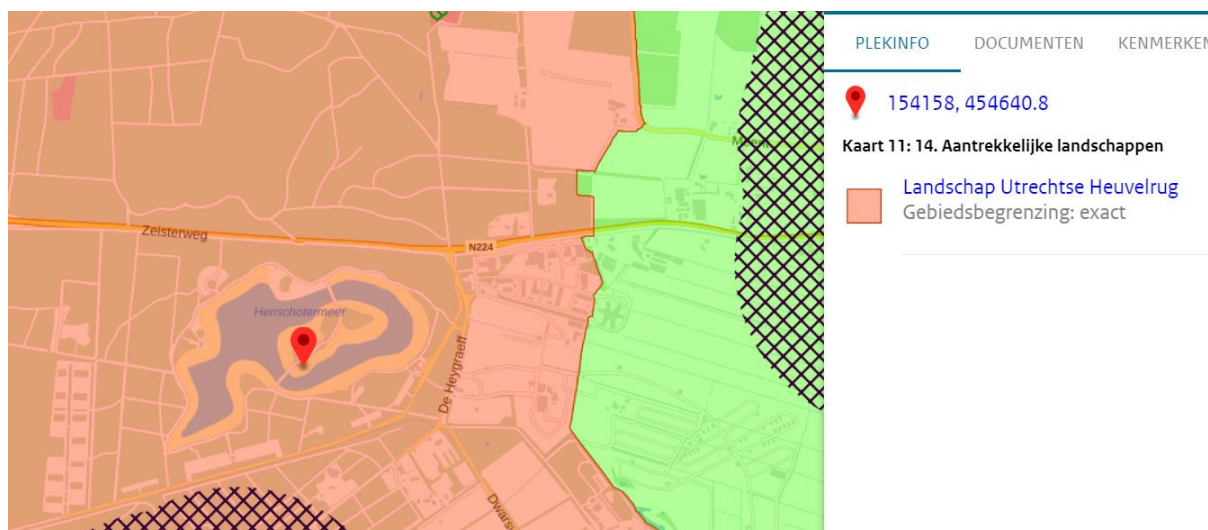 Zeisterweg
N224
Henschotermeer
De Heygraeff
PLEKINFO DOCUMENTEN KENMERKEN
154158, 454640.8
Kaart 11: 14. Aantrekkelijke landschappen
Landschap Utrechtse Heuvelrug
Gebiedsbegrenzing: exact